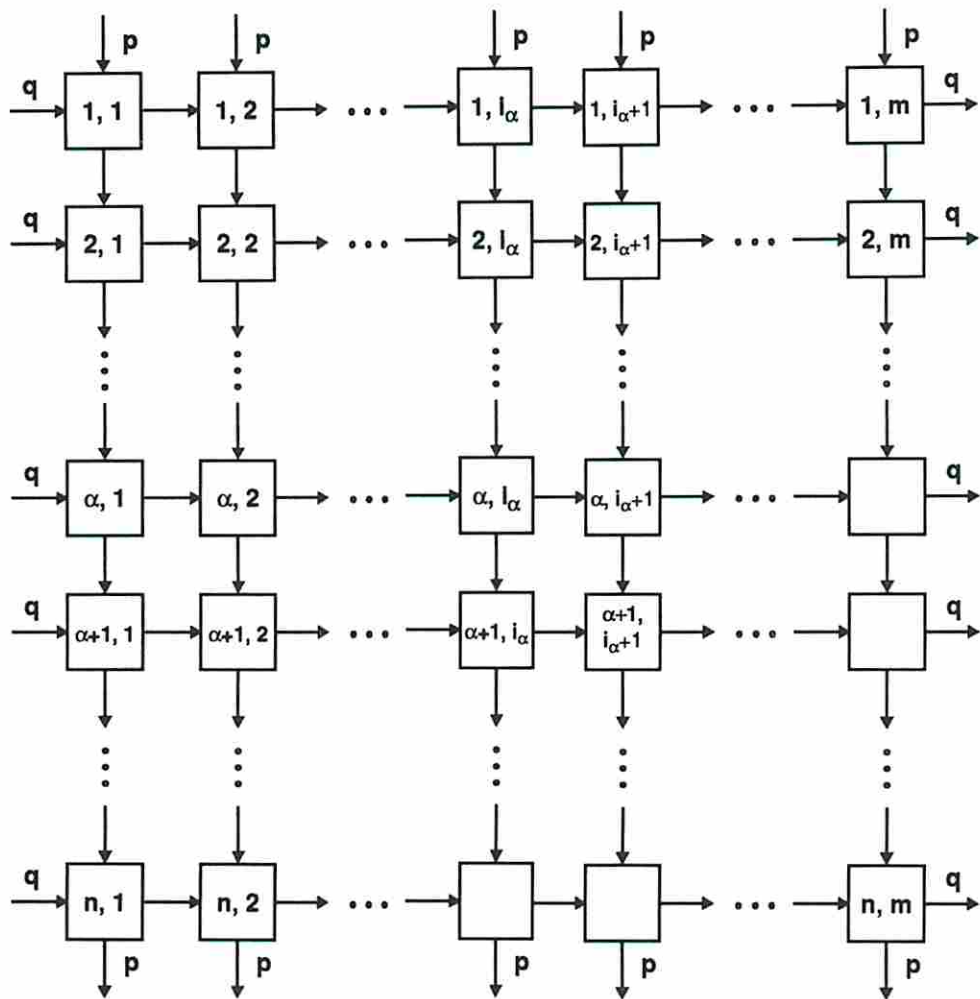 p p p p p
q q
1, 1 1, 2 • • • 1, iα 1, iα+1 • • • 1, m
q q
2, 1 2, 2 • • • 2, iα 2, iα+1 • • • 2, m
q q
α, 1 α, 2 • • • α, iα α, iα+1 • • •
q q
α+1, 1 α+1, 2 • • • α+1, iα α+1, • • •
iα+1
q q
n, 1 n, 2 • • • • • • n, m
p p p p p